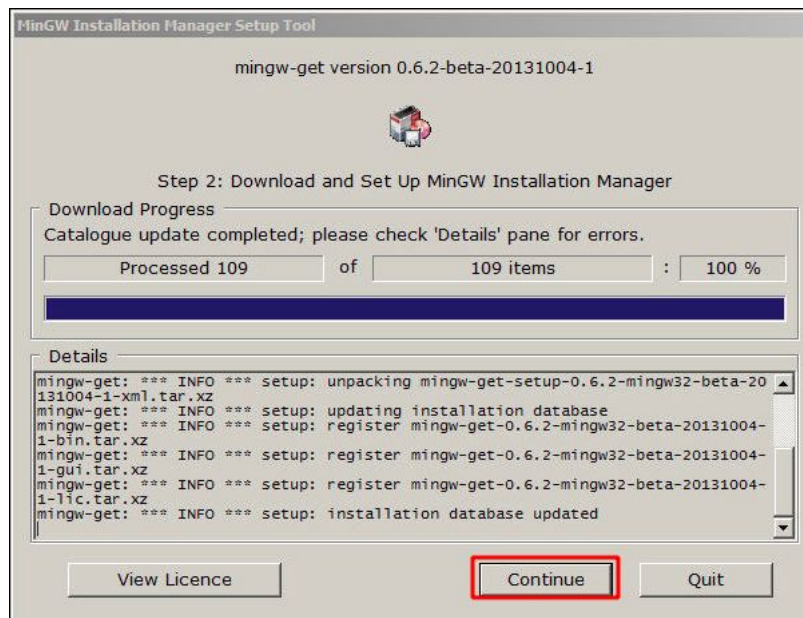 MinGW Installation Manager Setup Tool
mingw-get version 0.6.2-beta-20131004-1
Step 2: Download and Set Up MinGW Installation Manager
Download Progress
Catalogue update completed; please check 'Details' pane for errors.
Processed 109 of 109 items : 100 %
Details
mingw-get: *** INFO *** setup: unpacking mingw-get-setup-0.6.2-mingw32-beta-20
131004-1-xml.tar.xz
mingw-get: *** INFO *** setup: updating installation database
mingw-get: *** INFO *** setup: register mingw-get-0.6.2-mingw32-beta-20131004-
1-bin.tar.xz
mingw-get: *** INFO *** setup: register mingw-get-0.6.2-mingw32-beta-20131004-
1-gui.tar.xz
mingw-get: *** INFO *** setup: register mingw-get-0.6.2-mingw32-beta-20131004-
1-lic.tar.xz
mingw-get: *** INFO *** setup: installation database updated
View Licence Continue Quit